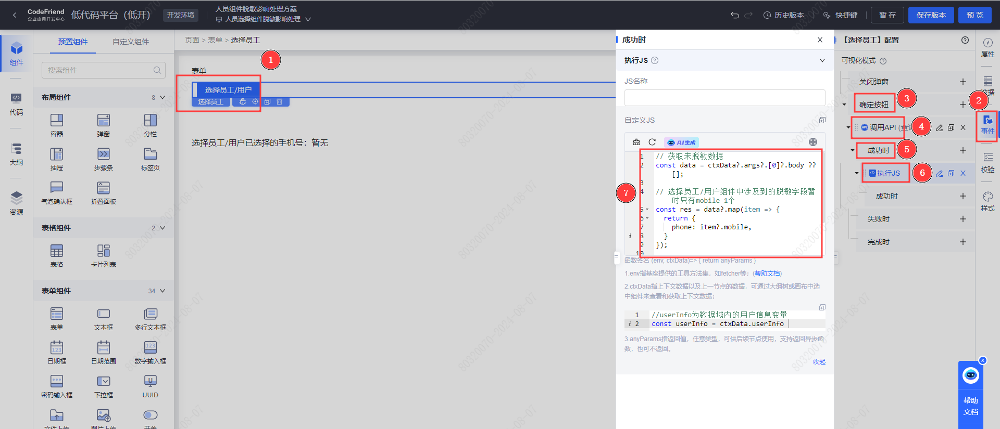 CodeFriend
企业应用开发中心
低代码平台（低开）
开发环境
人员组件脱敏影响处理方案
人员选择组件脱敏影响处理
历史版本
快捷键
暂 存
保存版本
预 览
组件
代码
大纲
资源
预置组件
自定义组件
搜索组件
布局组件
8
容器
弹窗
分栏
抽屉
步骤条
标签页
气泡确认框
折叠面板
表格组件
2
表格
卡片列表
表单组件
34
表单
文本框
多行文本框
日期框
日期范围
数字输入框
密码输入框
下拉框
UUID
文件上传
图片上传
开关
页面 > 表单 > 选择员工
1
表单
选择员工/用户
选择员工
选择员工/用户已选择的手机号：暂无
成功时
执行JS
JS名称
自定义JS
AI生成
7
1 // 获取未脱敏数据
2 const data = ctxData?.args?.[0]?.body ??
[];
3
4 // 选择员工/用户组件中涉及到的脱敏字段暂
时只有mobile 1个
5 const res = data?.map(item => {
6 return {
7 phone: item?.mobile,
8 }
9 });
10
函数签名 (env, ctxData)=> { return anyParams }
1.env指基座提供的工具方法集，如fetcher等；(帮助文档)
2.ctxData指上下文数据以及上一节点的数据，可通过大纲树或画布中选
中组件来查看和获取上下文数据；
1 //userInfo为数据域内的用户信息变量
2 const userInfo = ctxData.userInfo
3.anyParams指返回值，任意类型，可供后续节点使用，支持返回异步函
数，也可不返回。
收起
【选择员工】配置
可视化模式
关闭弹窗
确定按钮
3
调用API (查询
4
成功时
5
执行JS
6
成功时
失败时
完成时
属性
数据
2
事件
校验
样式
帮助
文档
80320070-2024-08-07